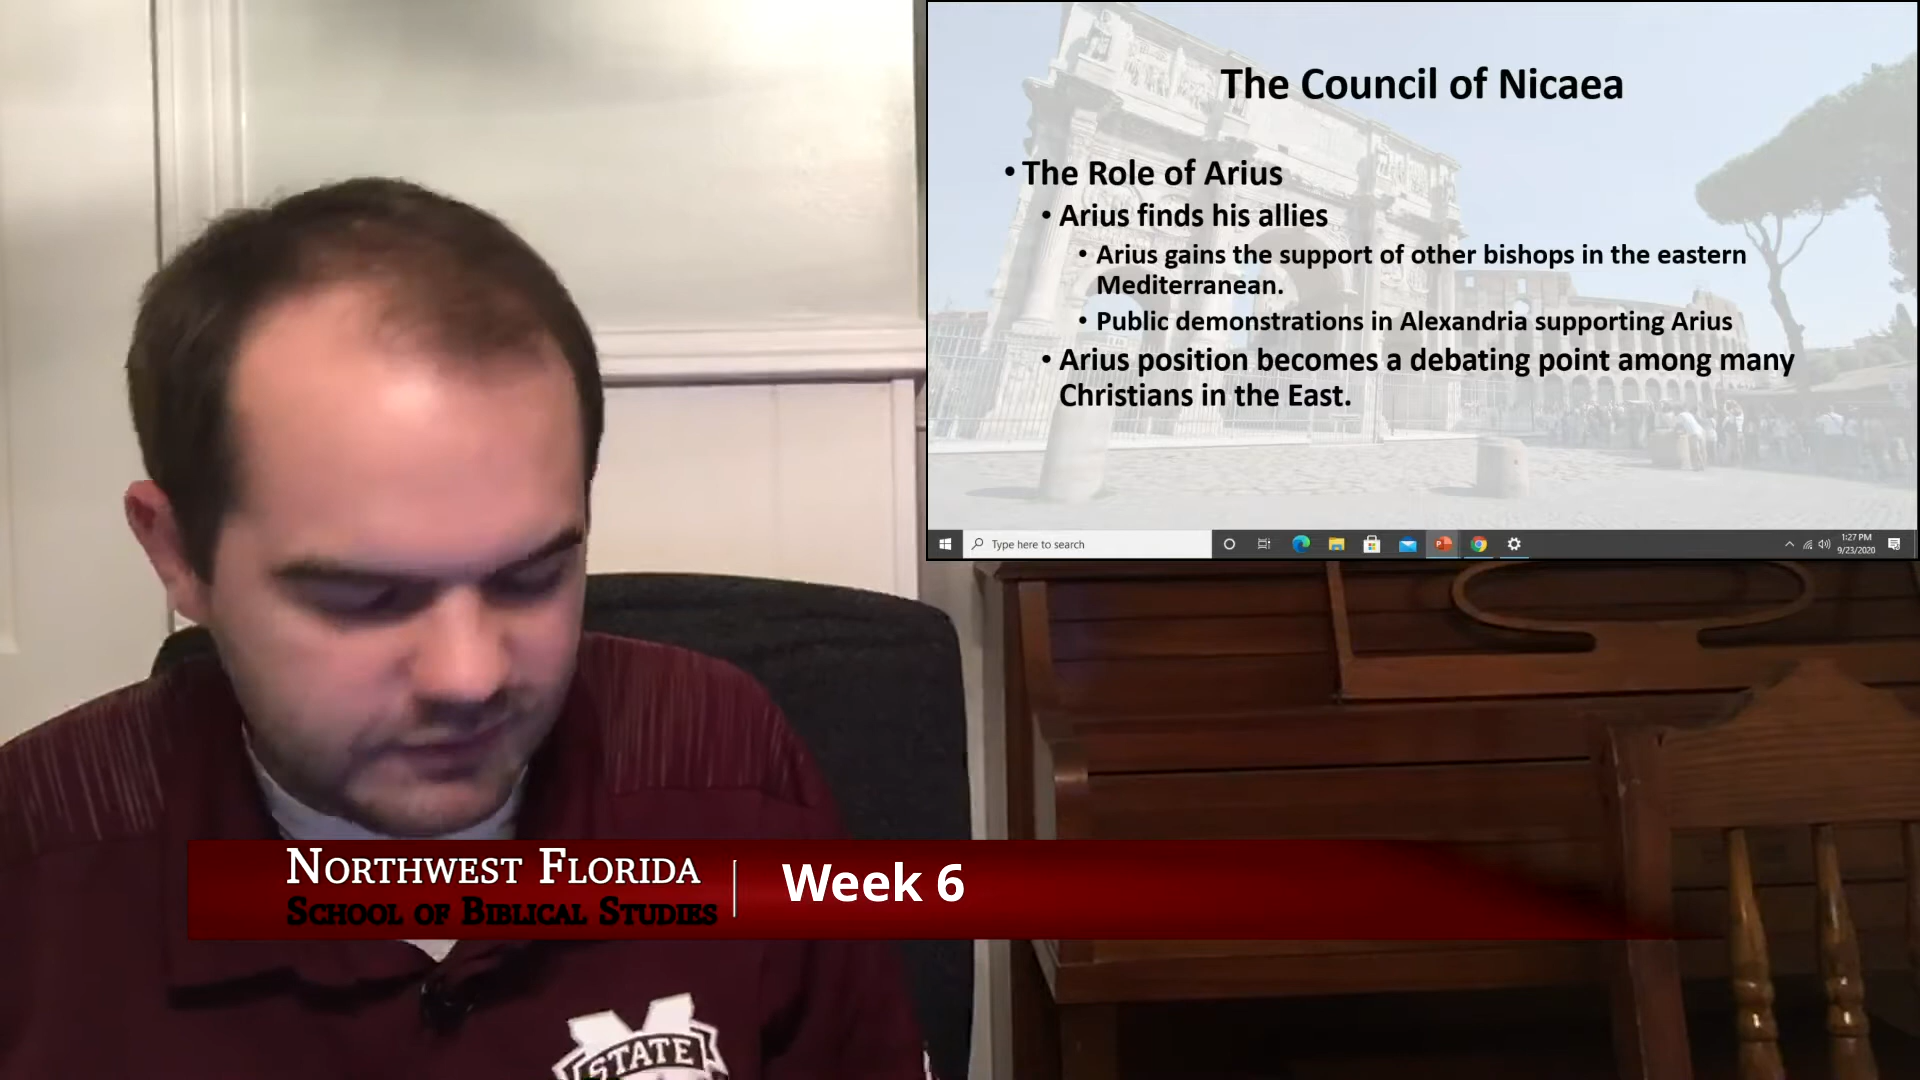 The Council of Nicaea
• The Role of Arius
• Arius finds his allies
• Arius gains the support of other bishops in the eastern
Mediterranean.
• Public demonstrations in Alexandria supporting Arius
• Arius position becomes a debating point among many
Christians in the East.
Type here to search
1:27 PM
9/23/2020
Northwest Florida
School of Biblical Studies
Week 6
M
STATE